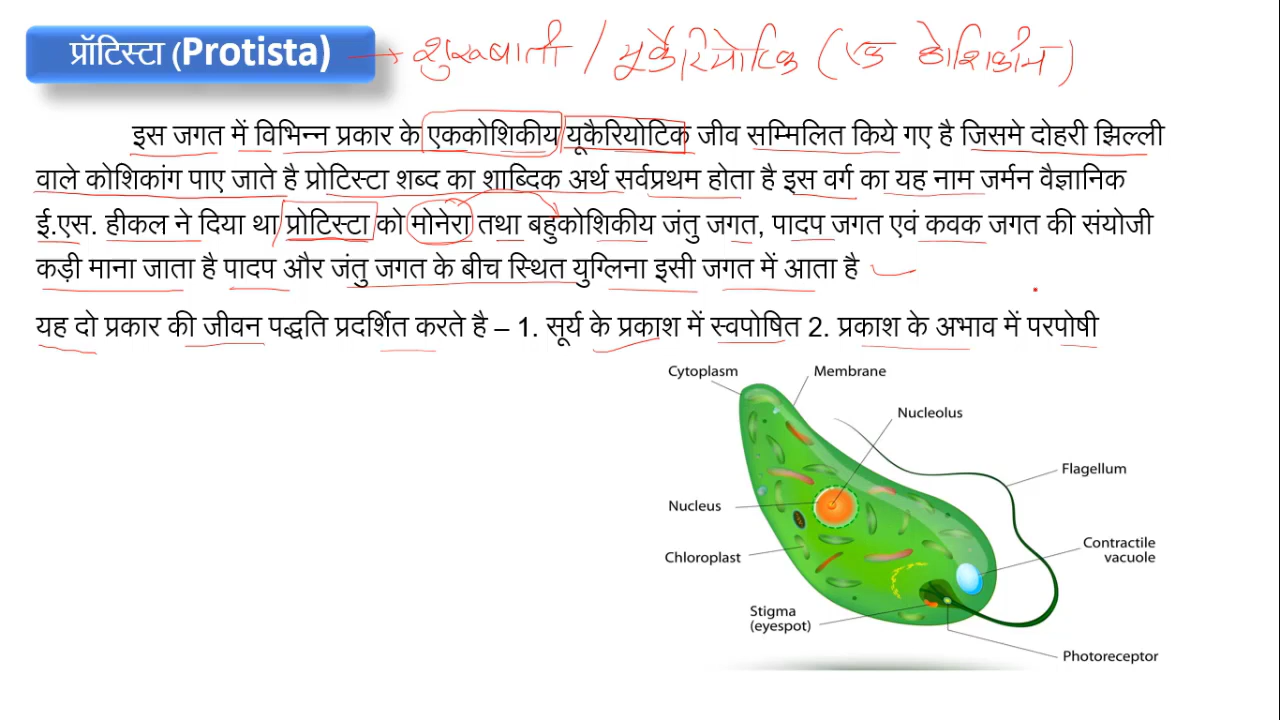 प्रॉटिस्टा (Protista) → शुरुवाती / यूकैरियोटिक (एक कोशिकीय)
इस जगत में विभिन्न प्रकार के एककोशिकीय यूकैरियोटिक जीव सम्मिलित किये गए है जिसमे दोहरी झिल्ली
वाले कोशिकांग पाए जाते है प्रोटिस्टा शब्द का शाब्दिक अर्थ सर्वप्रथम होता है इस वर्ग का यह नाम जर्मन वैज्ञानिक
ई.एस. हीकल ने दिया था प्रोटिस्टा को मोनेरा तथा बहुकोशिकीय जंतु जगत, पादप जगत एवं कवक जगत की संयोजी
कड़ी माना जाता है पादप और जंतु जगत के बीच स्थित युग्लिना इसी जगत में आता है
यह दो प्रकार की जीवन पद्धति प्रदर्शित करते है – 1. सूर्य के प्रकाश में स्वपोषित 2. प्रकाश के अभाव में परपोषी
Cytoplasm
Membrane
Nucleolus
Flagellum
Nucleus
Contractile
vacuole
Chloroplast
Stigma
(eyespot)
Photoreceptor